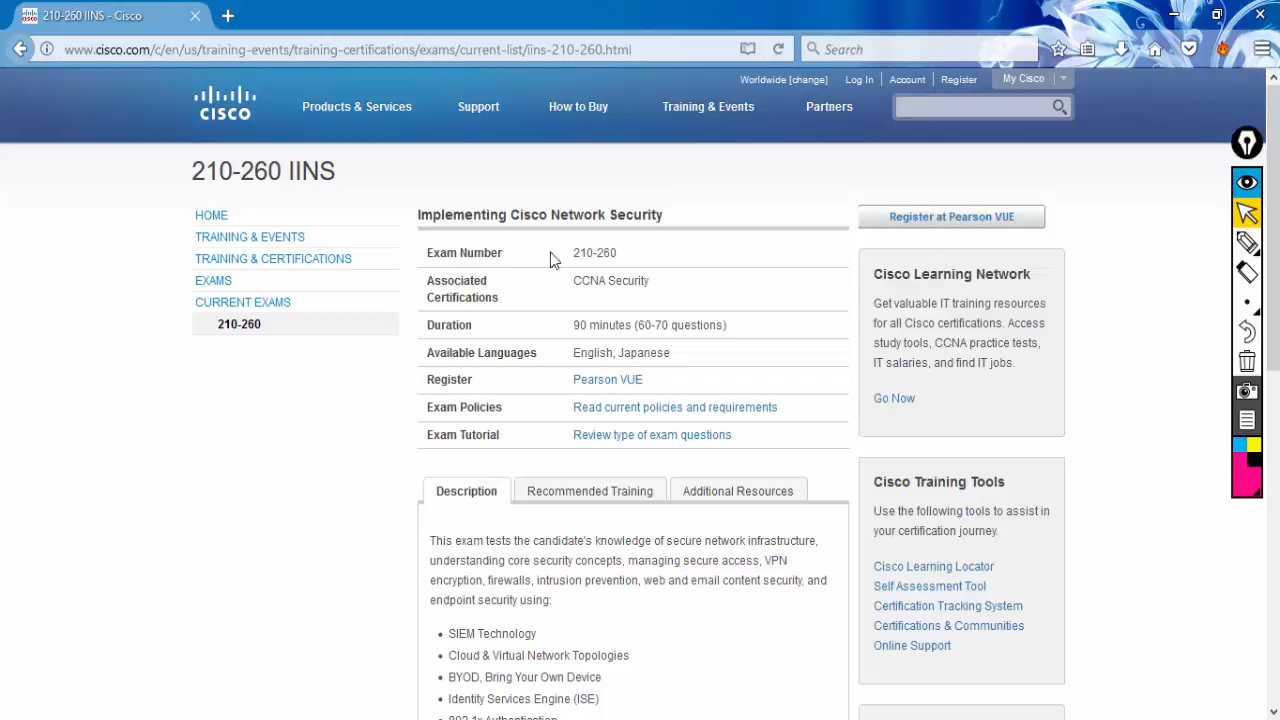 210-260 IINS - Cisco
www.cisco.com/c/en/us/training-events/training-certifications/exams/current-list/iins-210-260.html
Search
Worldwide [change] Log In Account Register My Cisco
CISCO
Products & Services Support How to Buy Training & Events Partners
210-260 IINS
HOME
TRAINING & EVENTS
TRAINING & CERTIFICATIONS
EXAMS
CURRENT EXAMS
210-260
Implementing Cisco Network Security
Exam Number 210-260
Associated Certifications CCNA Security
Duration 90 minutes (60-70 questions)
Available Languages English, Japanese
Register Pearson VUE
Exam Policies Read current policies and requirements
Exam Tutorial Review type of exam questions
Description Recommended Training Additional Resources
This exam tests the candidate's knowledge of secure network infrastructure,
understanding core security concepts, managing secure access, VPN
encryption, firewalls, intrusion prevention, web and email content security, and
endpoint security using:
• SIEM Technology
• Cloud & Virtual Network Topologies
• BYOD, Bring Your Own Device
• Identity Services Engine (ISE)
• 802.1x Authentication
Register at Pearson VUE
Cisco Learning Network
Get valuable IT training resources
for all Cisco certifications. Access
study tools, CCNA practice tests,
IT salaries, and find IT jobs.
Go Now
Cisco Training Tools
Use the following tools to assist in
your certification journey.
Cisco Learning Locator
Self Assessment Tool
Certification Tracking System
Certifications & Communities
Online Support